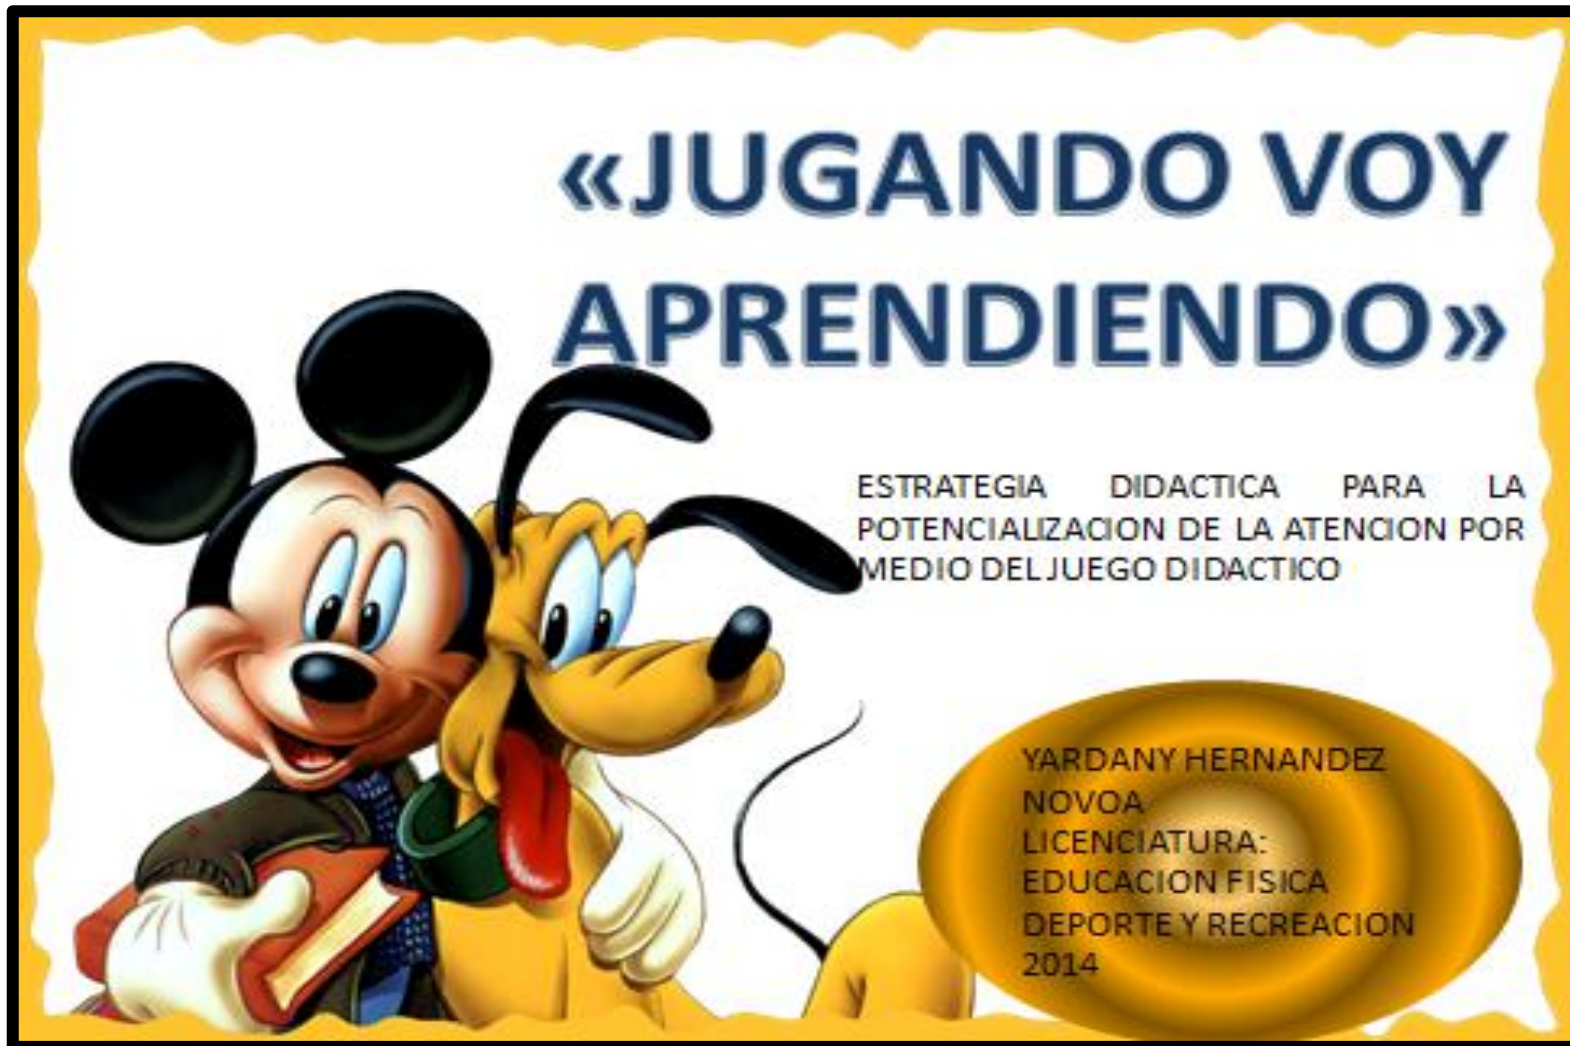 «JUGANDO VOY
APRENDIENDO»
ESTRATEGIA DIDACTICA PARA LA
POTENCIALIZACION DE LA ATENCION POR
MEDIO DEL JUEGO DIDACTICO
YARDANY HERNANDEZ
NOVOA
LICENCIATURA:
EDUCACION FISICA
DEPORTE Y RECREACION
2014